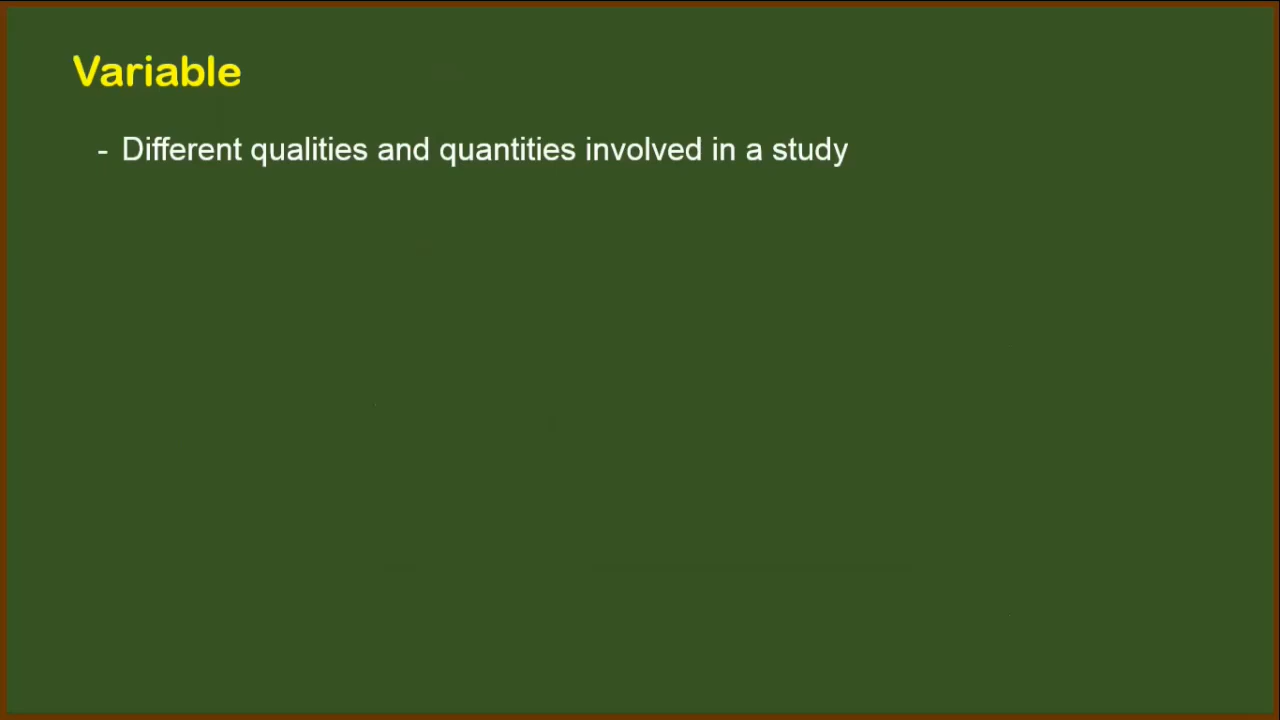 Variable
- Different qualities and quantities involved in a study